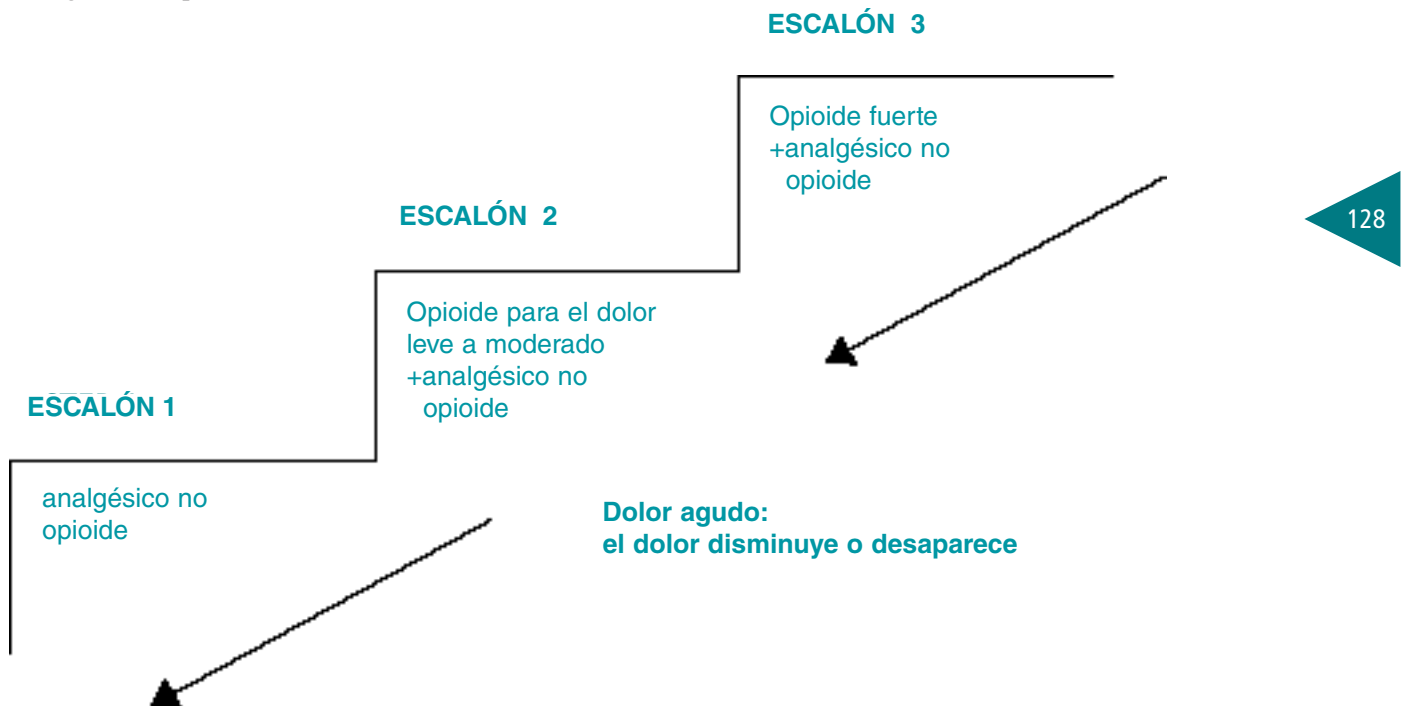 ESCALÓN 3
Opioide fuerte
+analgésico no
opioide
128
ESCALÓN 2
Opioide para el dolor
leve a moderado
+analgésico no
opioide
ESCALÓN 1
analgésico no
opioide
Dolor agudo:
el dolor disminuye o desaparece